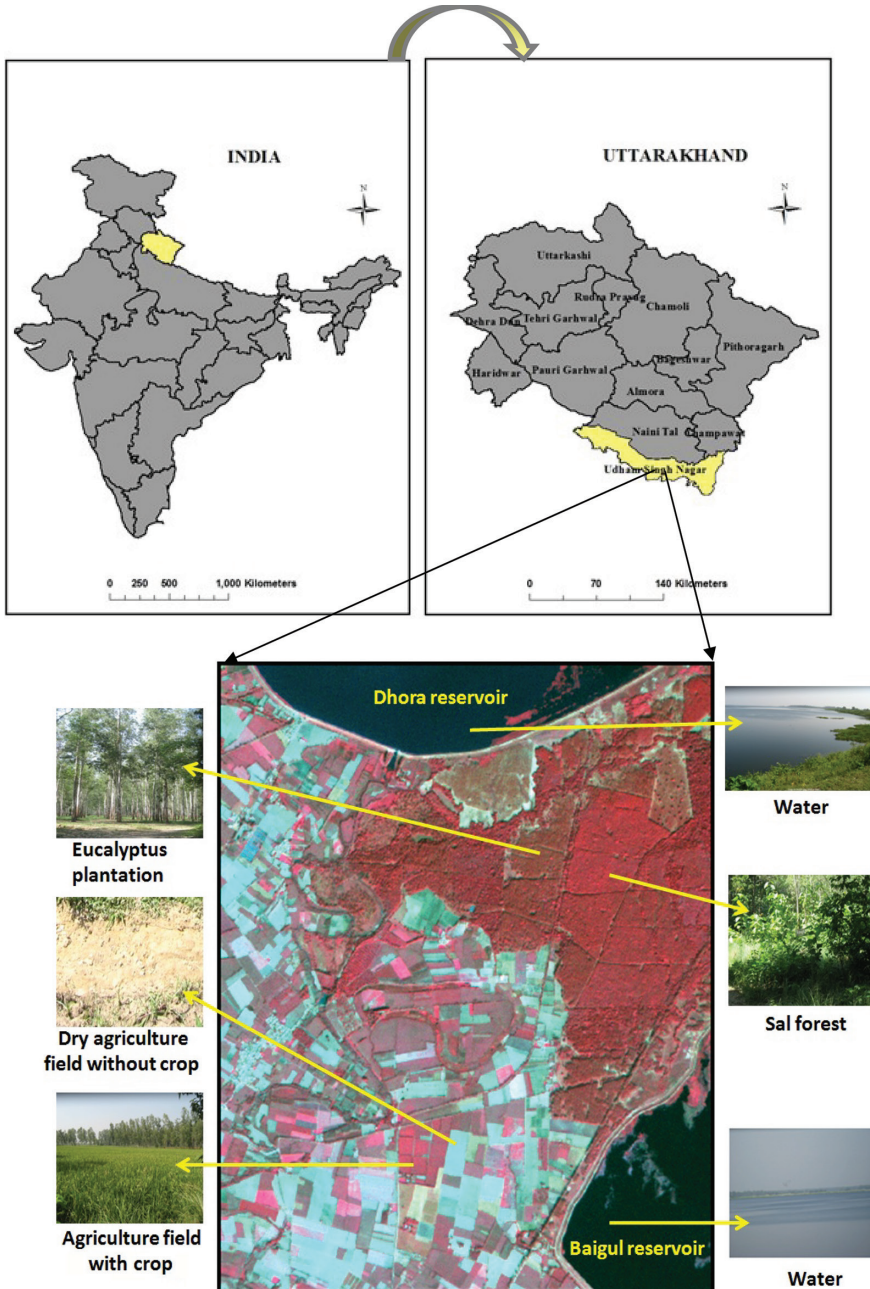 INDIA
N
0 250 500 1,000 Kilometers
UTTARAKHAND
N
Uttarkashi
Rudra Prasug
Chamoli
Dehra Dun
Tehri Garhwal
Pithoragarh
Bageshwar
Haridwar
Pauri Garhwal
Almora
Naini Tal
Champawat
Udham Singh Nagar
0 70 140 Kilometers
Dhora reservoir
Water
Eucalyptus
plantation
Sal forest
Dry agriculture
field without crop
Agriculture field
with crop
Baigul reservoir
Water